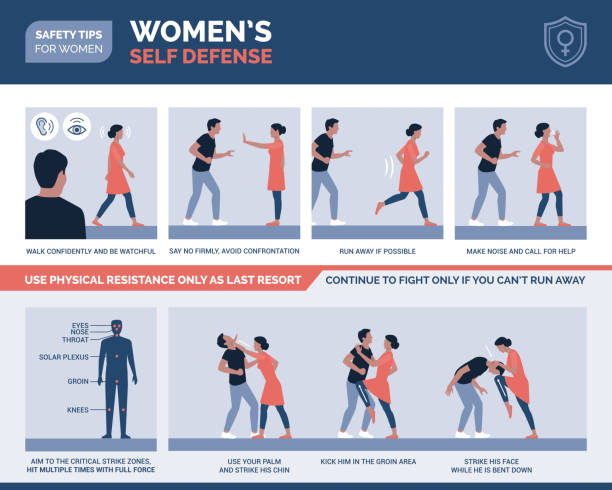 SAFETY TIPS
FOR WOMEN
WOMEN'S
SELF DEFENSE
WALK CONFIDENTLY AND BE WATCHFUL
SAY NO FIRMLY, AVOID CONFRONTATION
RUN AWAY IF POSSIBLE
MAKE NOISE AND CALL FOR HELP
USE PHYSICAL RESISTANCE ONLY AS LAST RESORT
CONTINUE TO FIGHT ONLY IF YOU CAN'T RUN AWAY
EYES
NOSE
THROAT
SOLAR PLEXUS
GROIN
KNEES
AIM TO THE CRITICAL STRIKE ZONES,
HIT MULTIPLE TIMES WITH FULL FORCE
USE YOUR PALM
AND STRIKE HIS CHIN
KICK HIM IN THE GROIN AREA
STRIKE HIS FACE
WHILE HE IS BENT DOWN